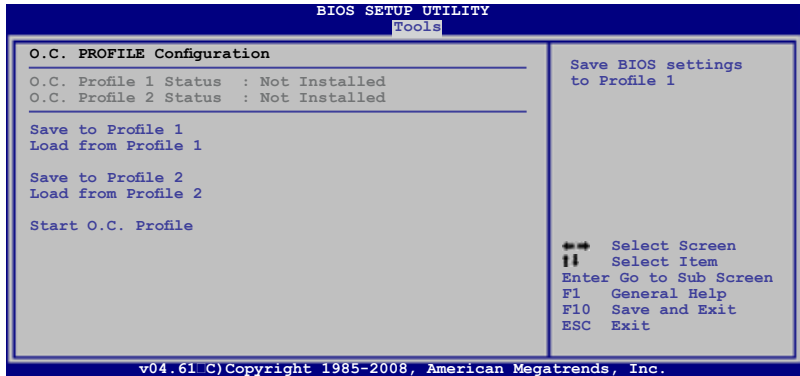 BIOS SETUP UTILITY
Tools
O.C. PROFILE Configuration
O.C. Profile 1 Status : Not Installed
O.C. Profile 2 Status : Not Installed
Save to Profile 1
Load from Profile 1
Save to Profile 2
Load from Profile 2
Start O.C. Profile
Save BIOS settings
to Profile 1
←→ Select Screen
↑↓ Select Item
Enter Go to Sub Screen
F1 General Help
F10 Save and Exit
ESC Exit
v04.61□C)Copyright 1985-2008, American Megatrends, Inc.